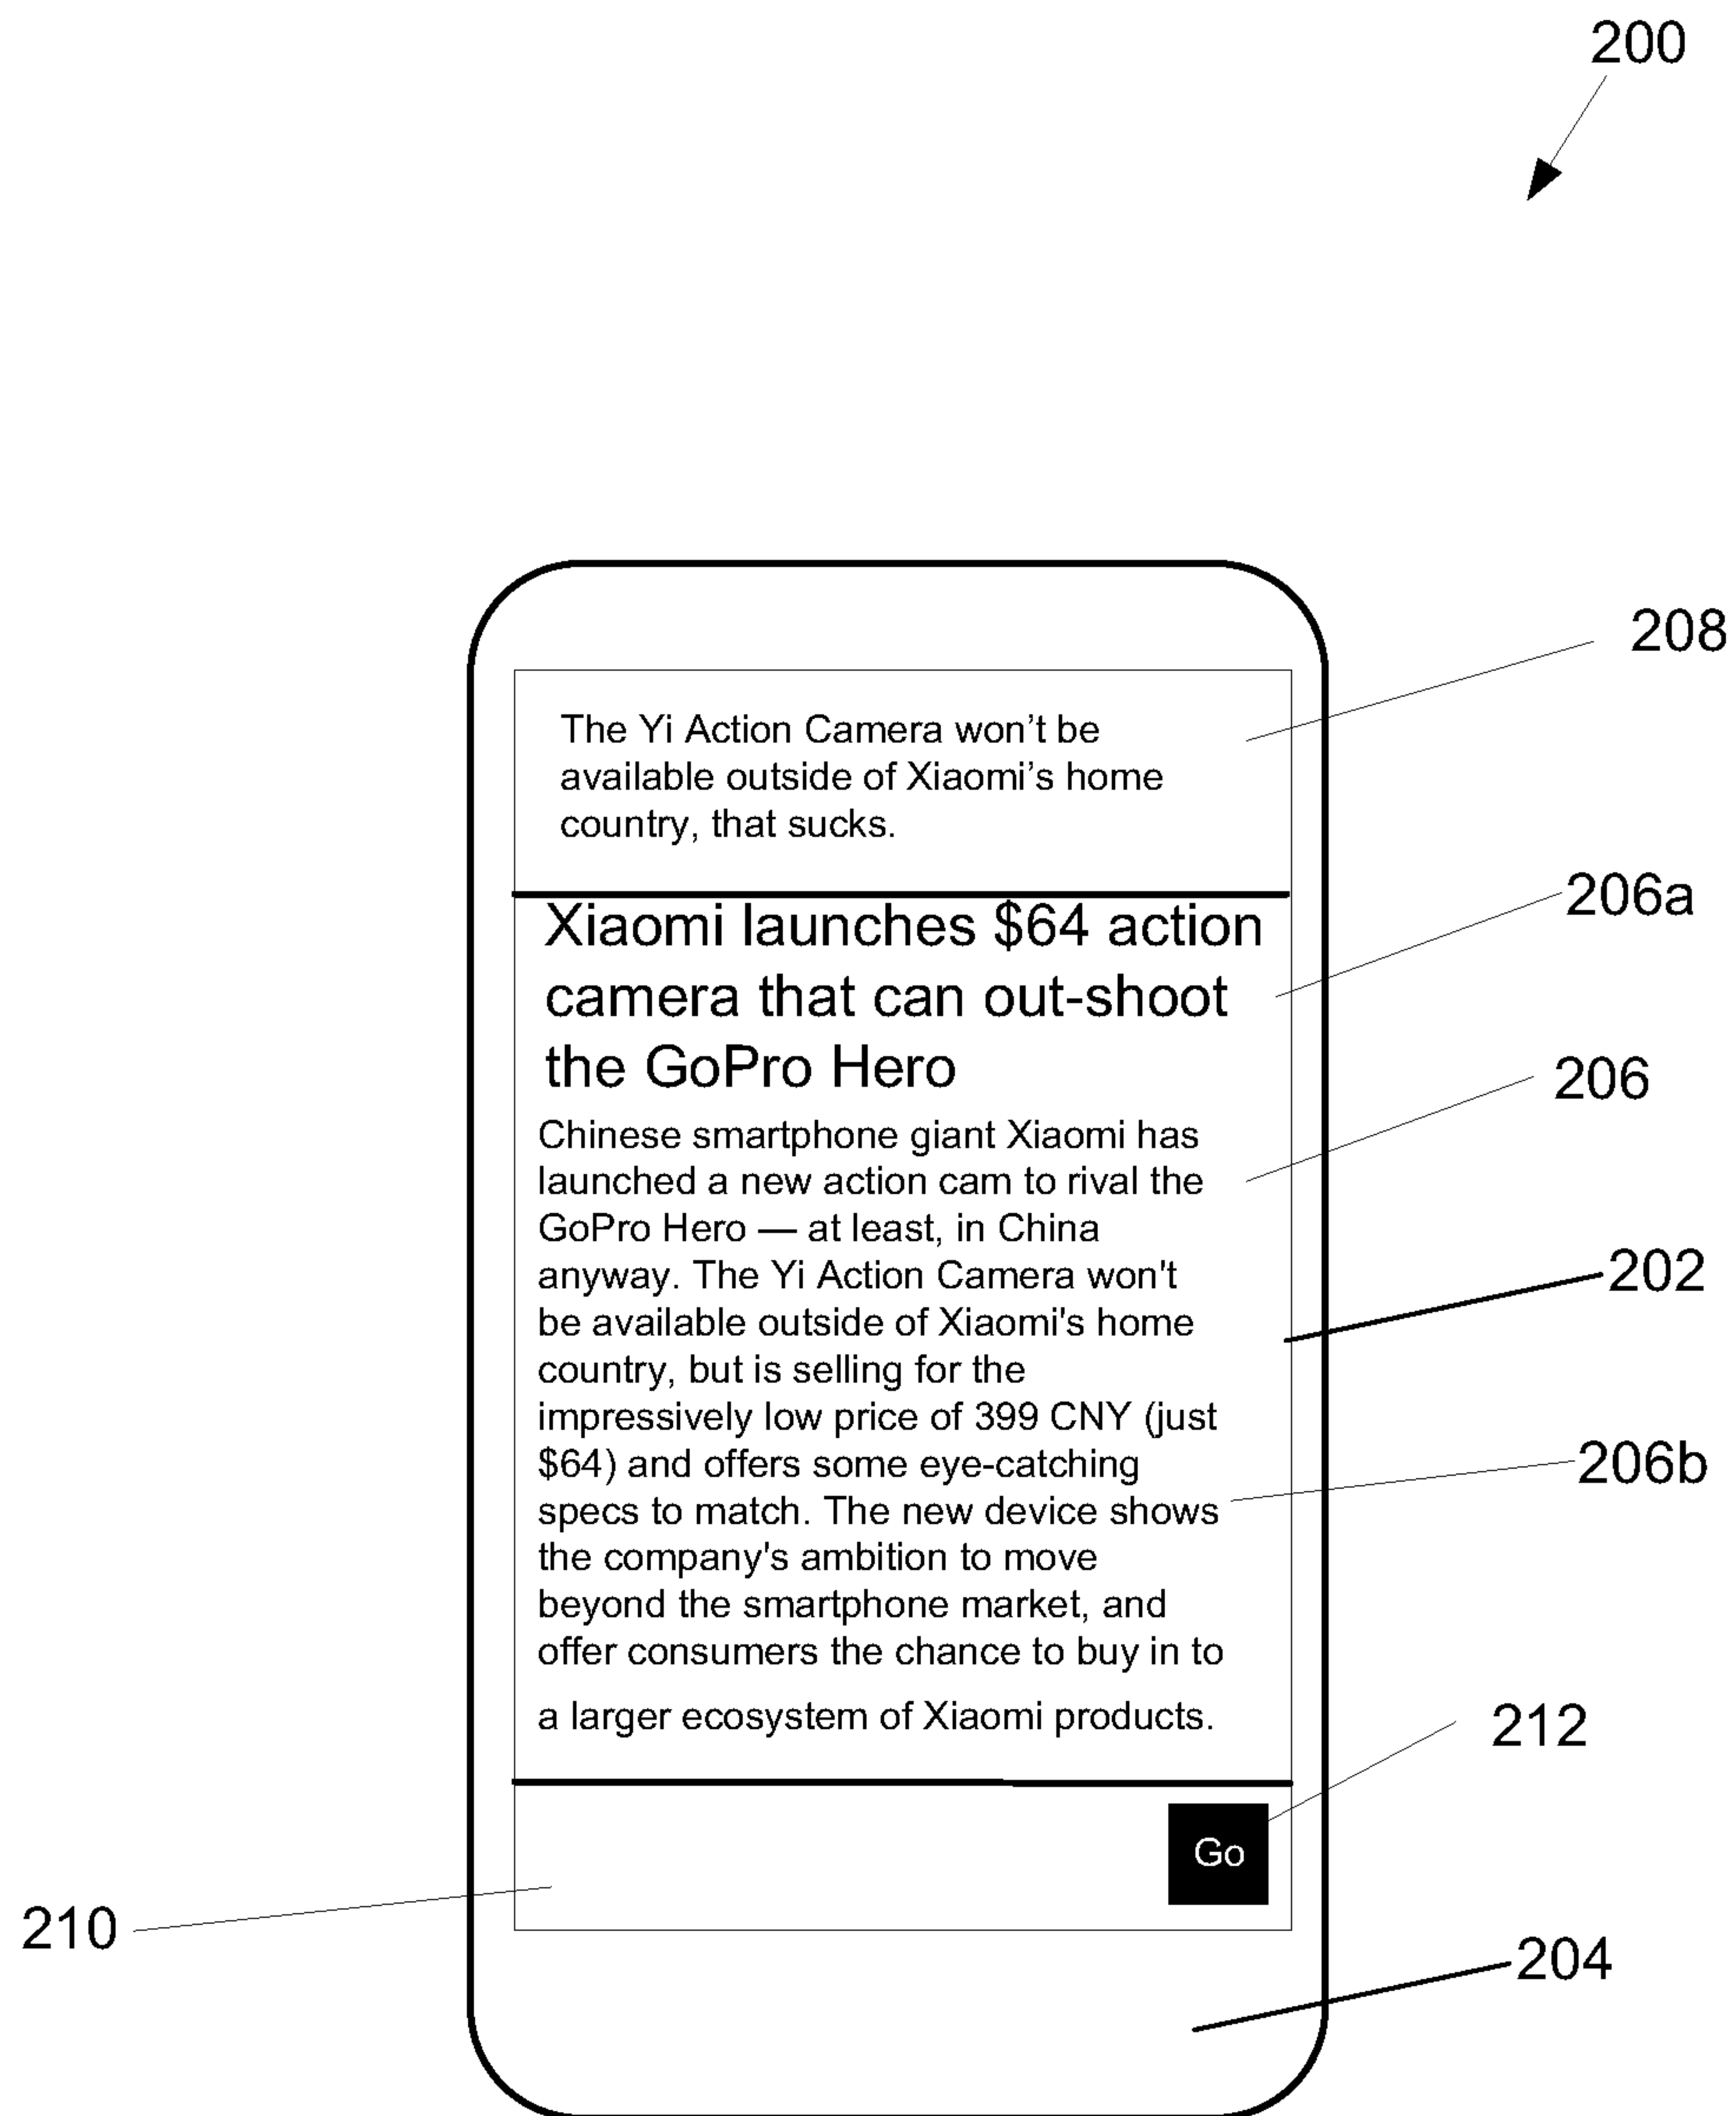 200
208
The Yi Action Camera won’t be
available outside of Xiaomi’s home
country, that sucks.
206a
Xiaomi launches $64 action
camera that can out-shoot
the GoPro Hero
206
Chinese smartphone giant Xiaomi has
launched a new action cam to rival the
GoPro Hero — at least, in China
anyway. The Yi Action Camera won't
202
be available outside of Xiaomi's home
country, but is selling for the
impressively low price of 399 CNY (just
$64) and offers some eye-catching
206b
specs to match. The new device shows
the company's ambition to move
beyond the smartphone market, and
offer consumers the chance to buy in to
a larger ecosystem of Xiaomi products.
212
Go
210
204